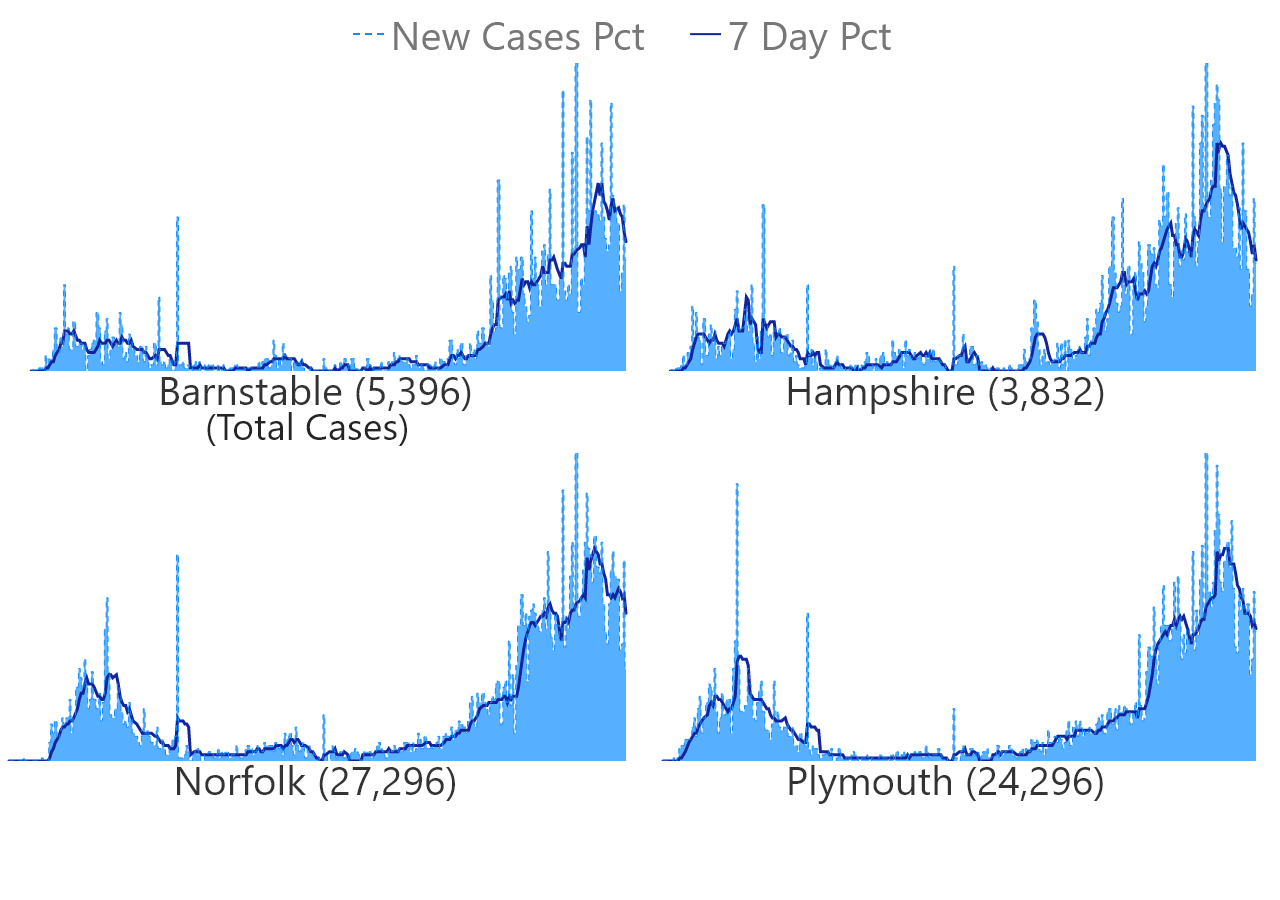 New Cases Pct 7 Day Pct
Barnstable (5,396) Hampshire (3,832)
(Total Cases)
Norfolk (27,296) Plymouth (24,296)